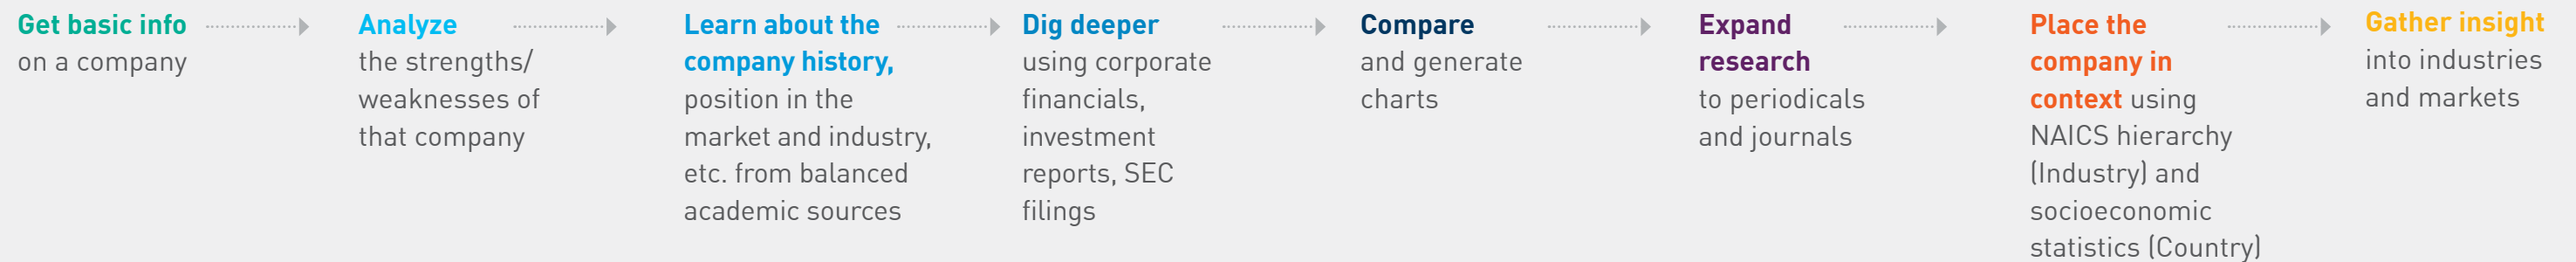 Get basic info
on a company
Analyze
the strengths/
weaknesses of
that company
Learn about the
company history,
position in the
market and industry,
etc. from balanced
academic sources
Dig deeper
using corporate
financials,
investment
reports, SEC
filings
Compare
and generate
charts
Expand
research
to periodicals
and journals
Place the
company in
context using
NAICS hierarchy
(Industry) and
socioeconomic
statistics (Country)
Gather insight
into industries
and markets